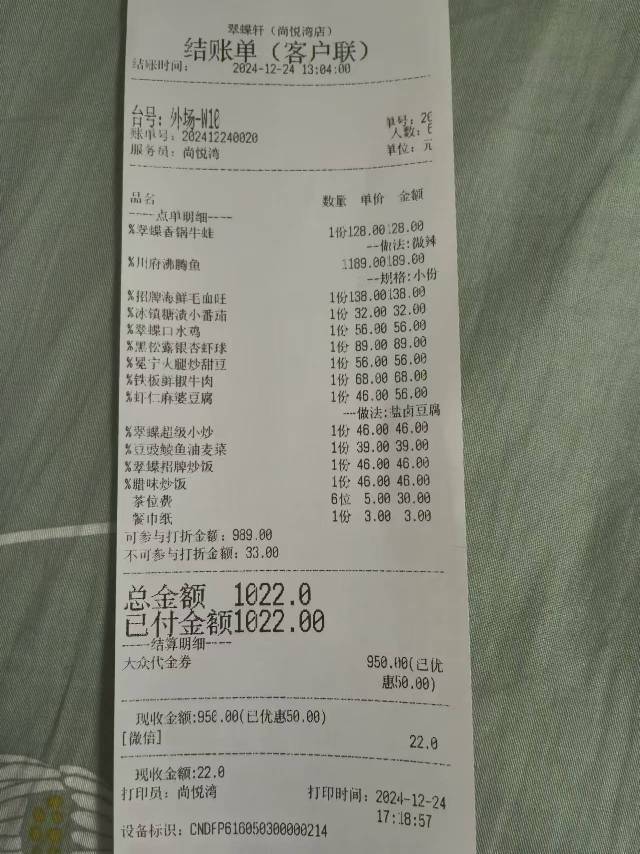 翠蝶轩（尚悦湾店）
结账单（客户联）
结账时间： 2024-12-24 13:04:00
台号：外场-W10 单号：20
账单号：202412240020 人数：6
服务员：尚悦湾 单位：元
品名 数量 单价 金额
----点单明细----
%翠蝶香锅牛蛙 1份128.00128.00
--做法：微辣
%川府沸腾鱼 1189.00189.00
--规格：小份
%招牌海鲜毛血旺 1份138.00138.00
%冰镇糖渍小番茄 1份 32.00 32.00
%翠蝶口水鸡 1份 56.00 56.00
%黑松露银杏虾球 1份 89.00 89.00
%冕宁火腿炒甜豆 1份 56.00 56.00
%铁板鲜椒牛肉 1份 68.00 68.00
%虾仁麻婆豆腐 1份 46.00 56.00
--做法：盐卤豆腐
%翠蝶超级小炒 1份 46.00 46.00
%豆豉鲮鱼油麦菜 1份 39.00 39.00
%翠蝶招牌炒饭 1份 46.00 46.00
%腊味炒饭 1份 46.00 46.00
茶位费 6位 5.00 30.00
餐巾纸 1份 3.00 3.00
可参与打折金额：989.00
不可参与打折金额：33.00
总金额 1022.0
已付金额1022.00
----结算明细----
大众代金券 950.00(已优
惠50.00)
现收金额:950.00(已优惠50.00)
[微信] 22.0
现收金额:22.0
打印员：尚悦湾 打印时间：2024-12-24
17:18:57
设备标识：CNDFP616050300000214